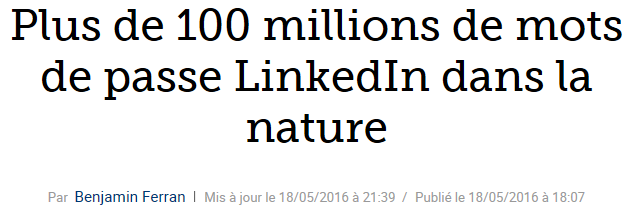 Plus de 100 millions de mots
de passe LinkedIn dans la
nature
Par Benjamin Ferran | Mis à jour le 18/05/2016 à 21:39 / Publié le 18/05/2016 à 18:07